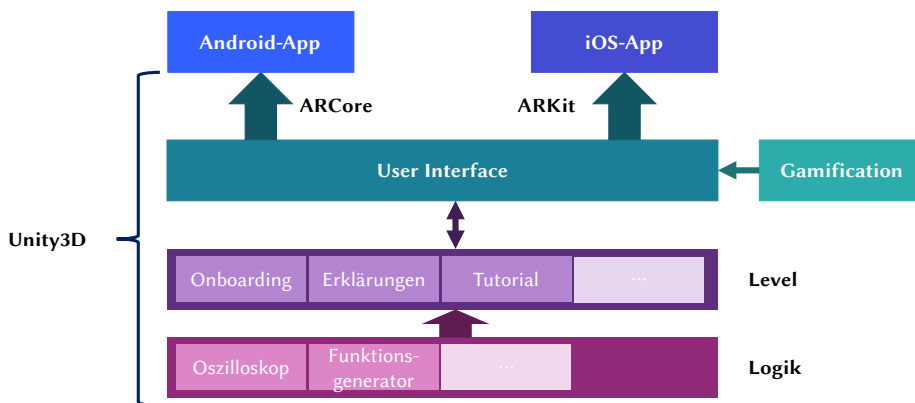 Android-App
iOS-App
ARCore
ARKit
User Interface
Gamification
Unity3D
Onboarding
Erklärungen
Tutorial
...
Level
Oszilloskop
Funktions-
generator
...
Logik